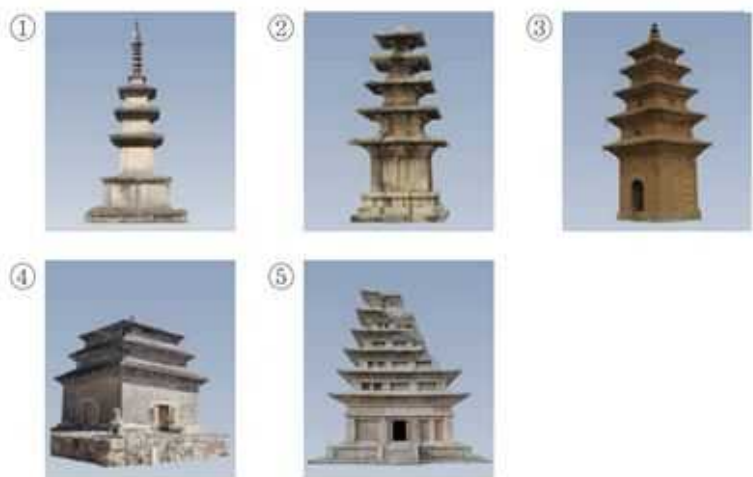 ① ② ③
④ ⑤